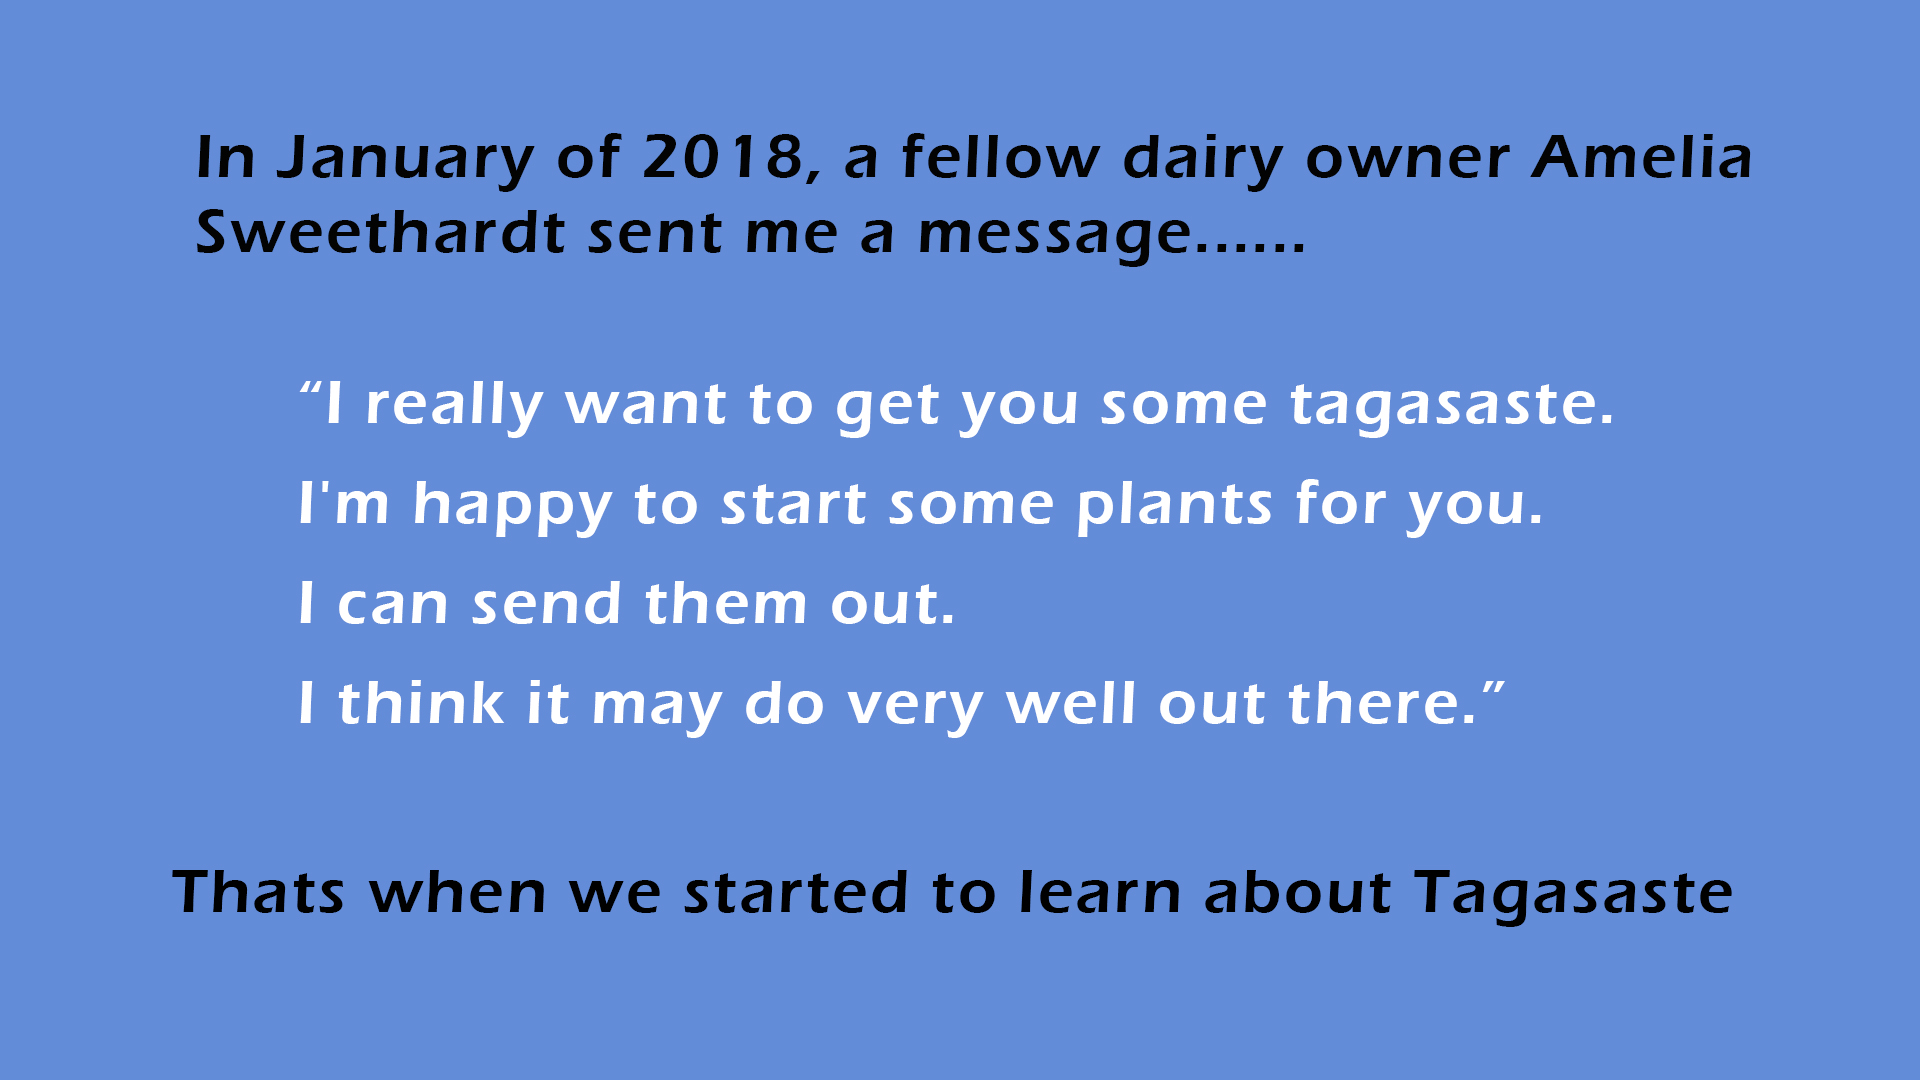 In January of 2018, a fellow dairy owner Amelia
Sweethardt sent me a message......
“I really want to get you some tagasaste.
I'm happy to start some plants for you.
I can send them out.
I think it may do very well out there.”
Thats when we started to learn about Tagasaste